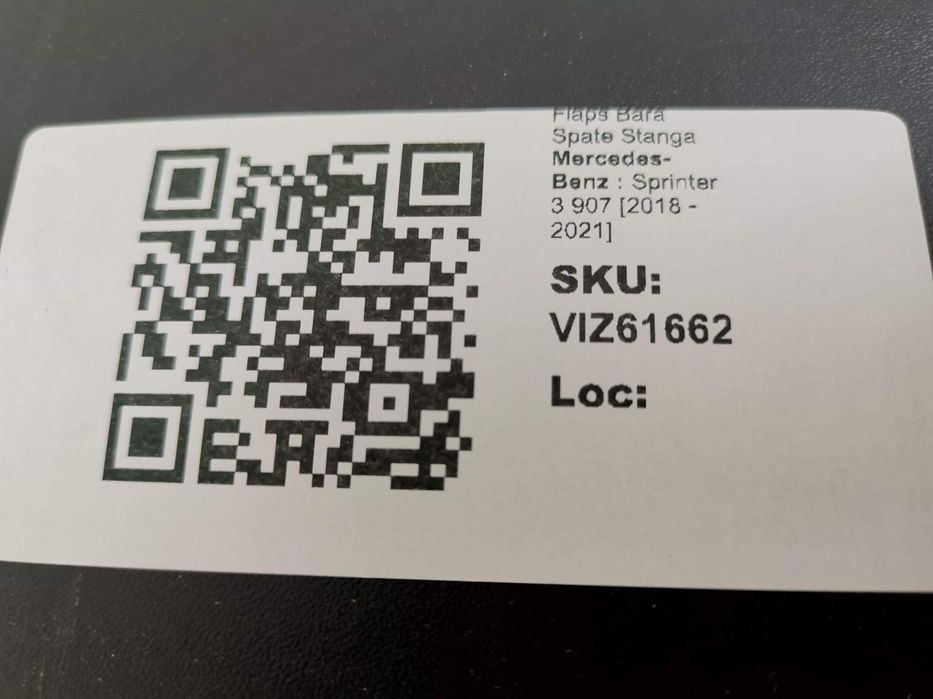 Flaps Bara
Spate Stanga
Mercedes-
Benz : Sprinter
3 907 [2018 -
2021]
SKU:
VIZ61662
Loc: